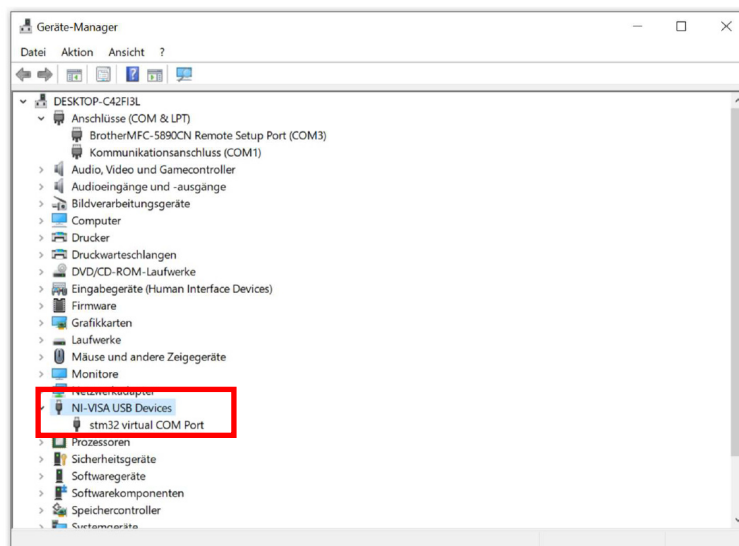 Geräte-Manager
Datei Aktion Ansicht ?
DESKTOP-C42FI3L
Anschlüsse (COM & LPT)
BrotherMFC-5890CN Remote Setup Port (COM3)
Kommunikationsanschluss (COM1)
Audio, Video und Gamecontroller
Audioeingänge und -ausgänge
Bildverarbeitungsgeräte
Computer
Drucker
Druckwarteschlangen
DVD/CD-ROM-Laufwerke
Eingabegeräte (Human Interface Devices)
Firmware
Grafikkarten
Laufwerke
Mäuse und andere Zeigegeräte
Monitore
Netzwerkadapter
NI-VISA USB Devices
stm32 virtual COM Port
Prozessoren
Sicherheitsgeräte
Softwaregeräte
Softwarekomponenten
Speichercontroller
Systemgeräte